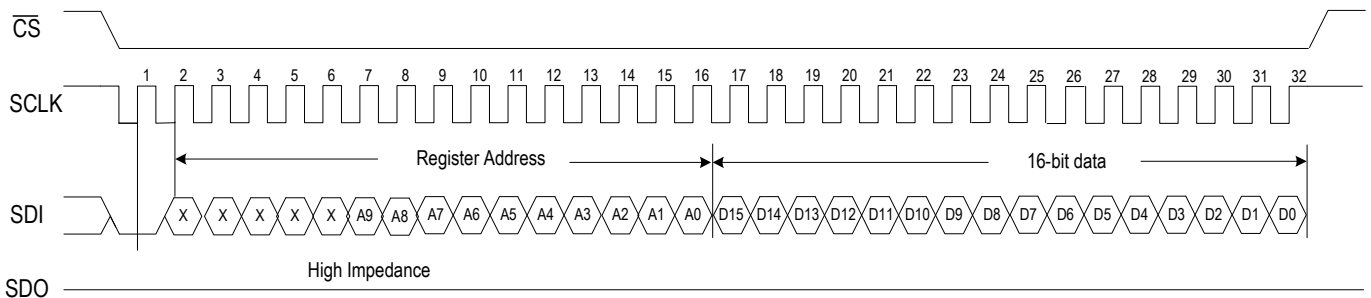 CS
1 2 3 4 5 6 7 8 9 10 11 12 13 14 15 16 17 18 19 20 21 22 23 24 25 26 27 28 29 30 31 32
SCLK
Register Address 16-bit data
SDI X X X X X A9 A8 A7 A6 A5 A4 A3 A2 A1 A0 D15 D14 D13 D12 D11 D10 D9 D8 D7 D6 D5 D4 D3 D2 D1 D0
High Impedance
SDO